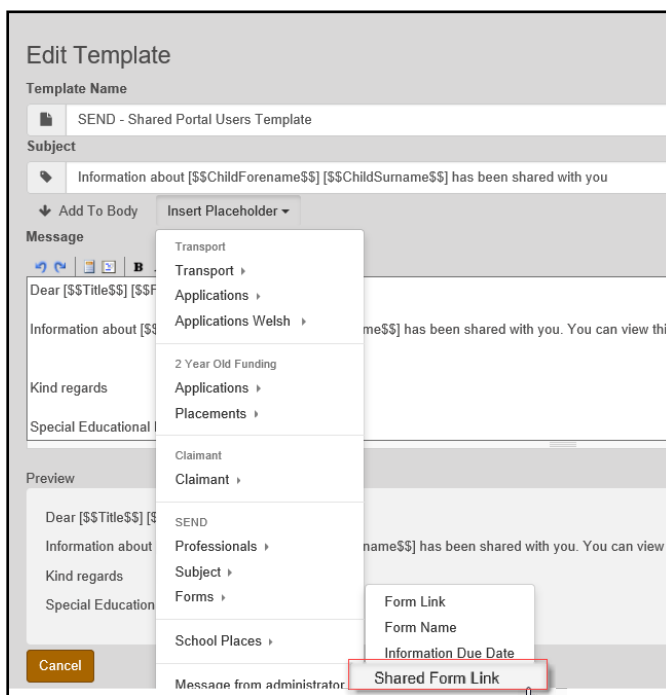 Edit Template
Template Name
SEND - Shared Portal Users Template
Subject
Information about [$$ChildForename$$] [$$ChildSurname$$] has been shared with you
Add To Body Insert Placeholder
Message
B
Dear [$$Title$$] [$$F
Information about [$$ me$$] has been shared with you. You can view thi
Kind regards
Special Educational
Transport
Transport
Applications
Applications Welsh
2 Year Old Funding
Applications
Placements
Claimant
Claimant
SEND
Professionals
Subject
Forms
School Places
Message from administrator
Form Link
Form Name
Information Due Date
Shared Form Link
Preview
Dear [$$Title$$] [$
Information about name$$] has been shared with you. You can view
Kind regards
Special Education
Cancel